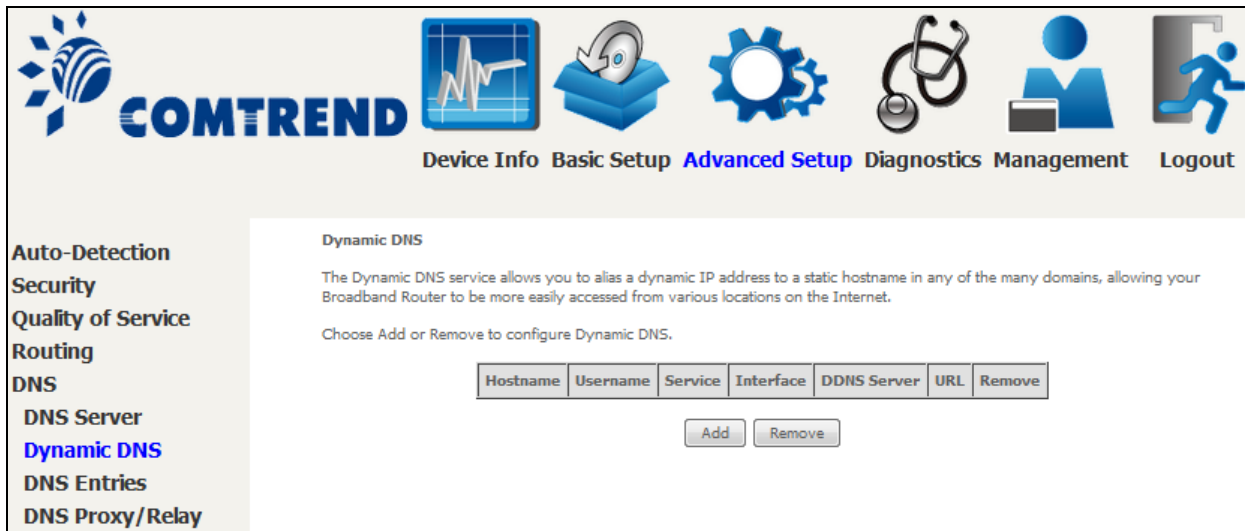 COMTREND
Device Info Basic Setup Advanced Setup Diagnostics Management Logout
Auto-Detection
Security
Quality of Service
Routing
DNS
DNS Server
Dynamic DNS
DNS Entries
DNS Proxy/Relay
Dynamic DNS
The Dynamic DNS service allows you to alias a dynamic IP address to a static hostname in any of the many domains, allowing your
Broadband Router to be more easily accessed from various locations on the Internet.
Choose Add or Remove to configure Dynamic DNS.
Hostname Username Service Interface DDNS Server URL Remove
Add Remove